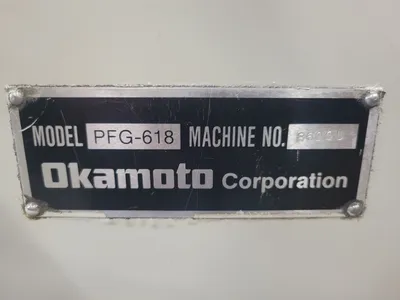 MODEL PFG-618 MACHINE NO.
Okamoto Corporation